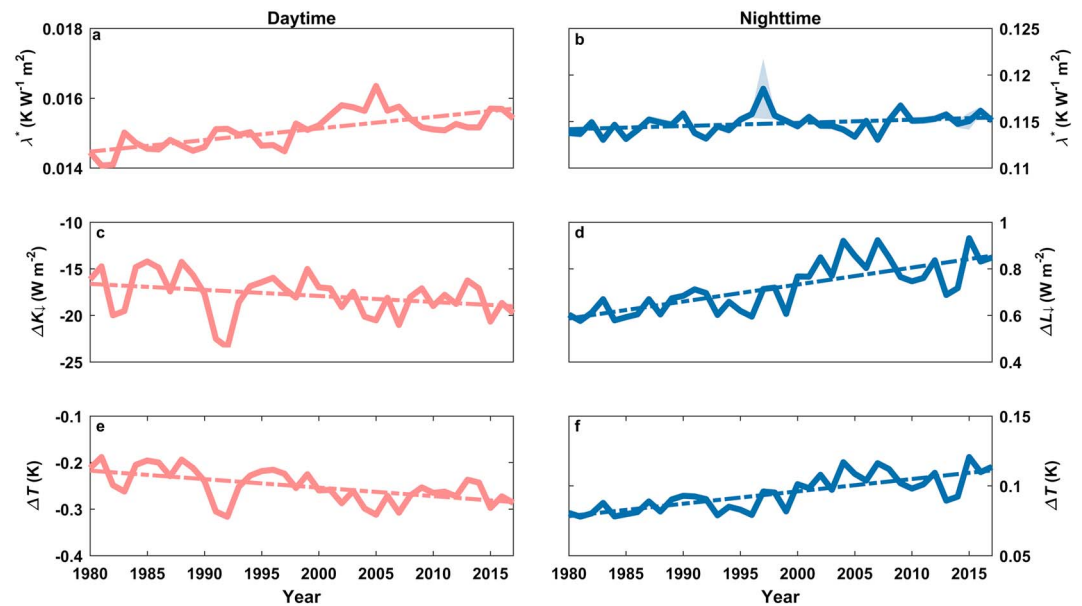 Daytime
Nighttime
a
0.018
0.016
0.014
λ* (K W-1 m2)
b
0.125
0.12
0.115
0.11
λ* (K W-1 m2)
c
-10
-15
-20
-25
ΔK↓ (W m-2)
d
1
0.8
0.6
0.4
ΔL↓ (W m-2)
e
-0.1
-0.2
-0.3
-0.4
ΔT (K)
f
0.15
0.1
0.05
ΔT (K)
1980 1985 1990 1995 2000 2005 2010 2015
Year
1980 1985 1990 1995 2000 2005 2010 2015
Year